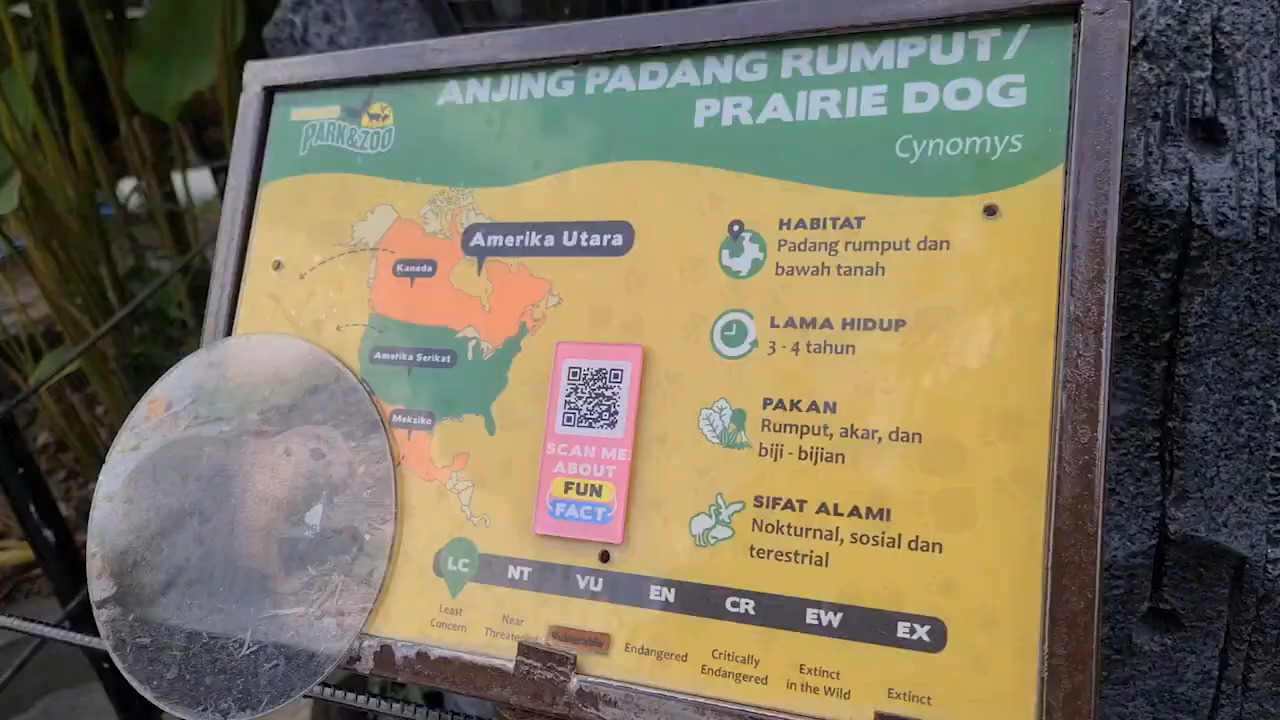 ANJING PADANG RUMPUT/
PRAIRIE DOG
Cynomys
PARK&ZOO
Amerika Utara
Kanada
Amerika Serikat
Meksiko
HABITAT
Padang rumput dan
bawah tanah
LAMA HIDUP
3 - 4 tahun
PAKAN
Rumput, akar, dan
biji - bijian
SIFAT ALAMI
Nokturnal, sosial dan
terestrial
SCAN ME
ABOUT
FUN
FACT
LC NT VU EN CR EW EX
Least
Concern
Near
Vulnerable
Endangered
Critically
Endangered
Extinct
in the Wild
Extinct